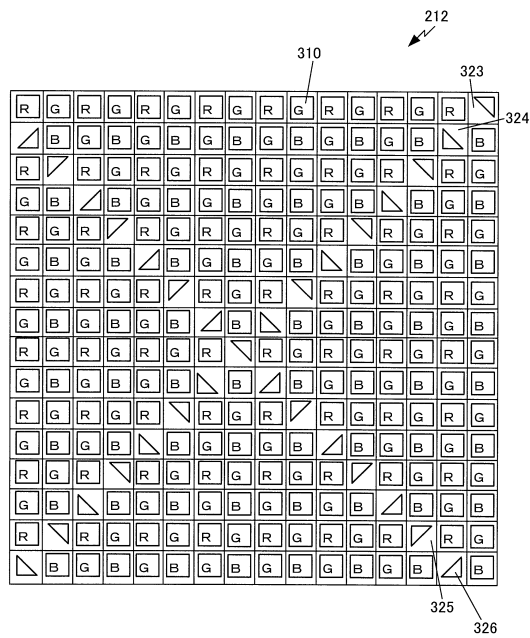 212
310
323
R G R G R G R G R G R G R G R
324
B G B G B G B G B G B G B B
R R G R G R G R G R G R R G
G B B G B G B G B G B B G B
R G R R G R G R G R R G R G
G B G B B G B G B B G B G B
R G R G R R G R R G R G R G
G B G B G B B B G B G B G B
R G R G R G R R G R G R G R G
G B G B G B B B G B G B G B
R G R G R R G R R G R G R G
G B G B B G B G B B G B G B
R G R R G R G R G R R G R G
G B B G B G B G B G B B G B
R R G R G R G R G R G R R G
B G B G B G B G B G B G B B
325
326